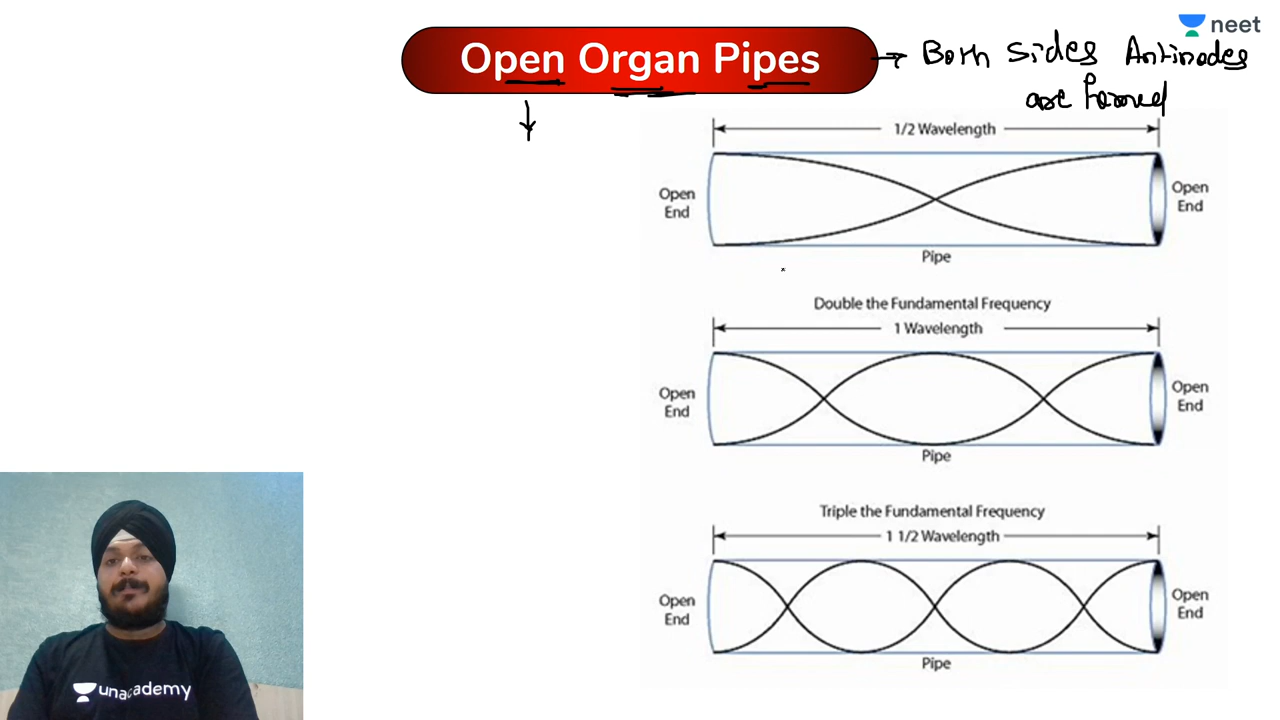 neet
Open Organ Pipes → Both Sides Antinodes
are formed
1/2 Wavelength
Open
End
Open
End
Pipe
Double the Fundamental Frequency
1 Wavelength
Open
End
Open
End
Pipe
Triple the Fundamental Frequency
1 1/2 Wavelength
Open
End
Open
End
Pipe
unacademy